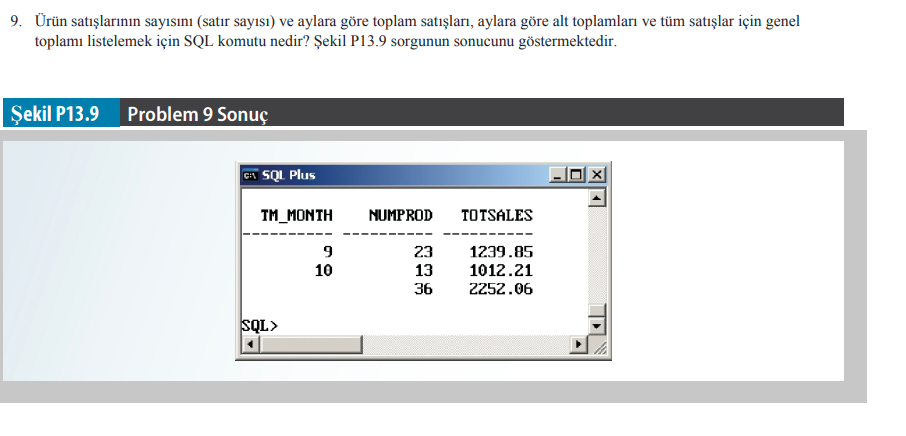 9. Ürün satışlarının sayısını (satır sayısı) ve aylara göre toplam satışları, aylara göre alt toplamları ve tüm satışlar için genel
toplamı listelemek için SQL komutu nedir? Şekil P13.9 sorgunun sonucunu göstermektedir.
Şekil P13.9 Problem 9 Sonuç
C:\ SQL Plus
TM_MONTH NUMPROD TOTSALES
---------- ---------- ----------
9 23 1239.85
10 13 1012.21
36 2252.06
SQL>